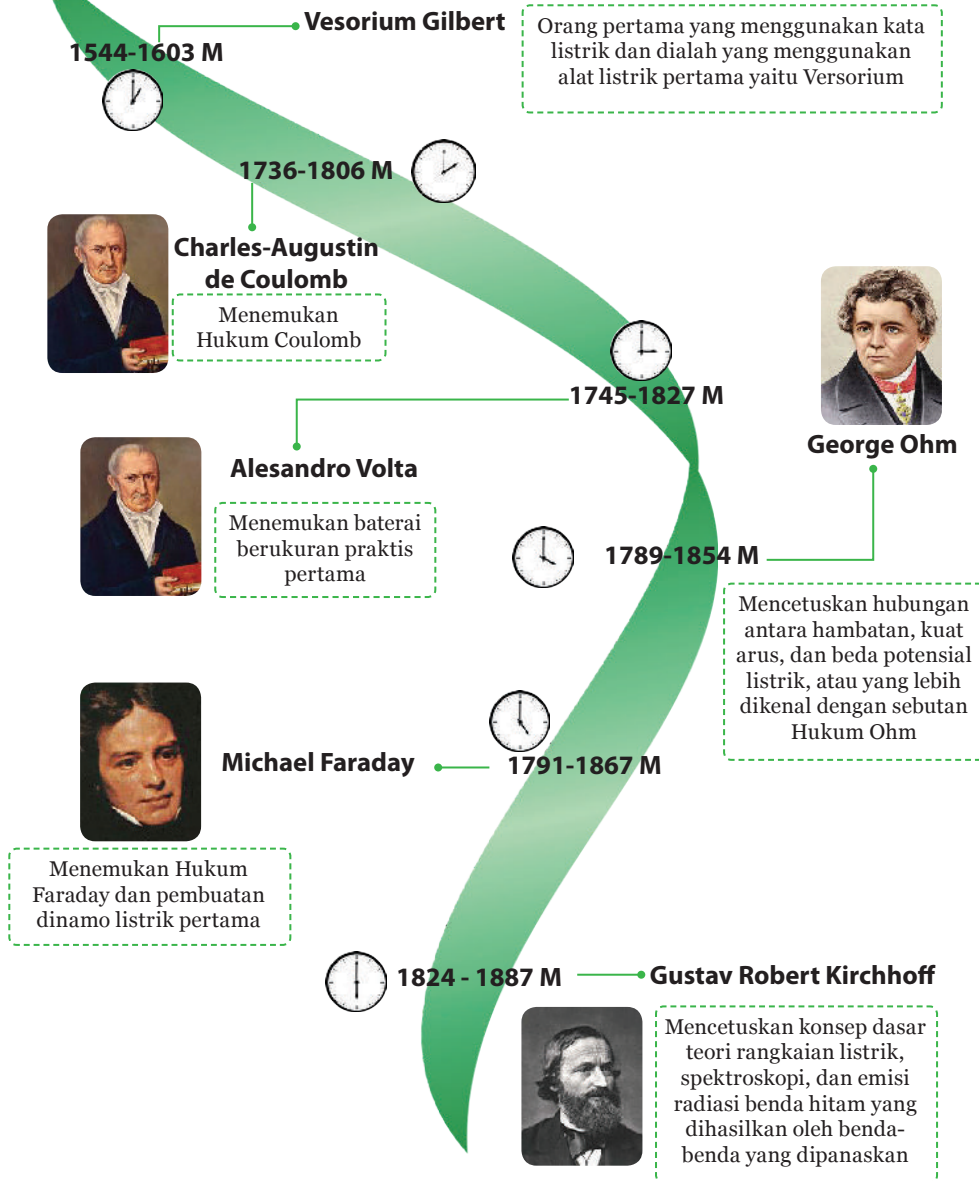 Vesorium Gilbert
1544-1603 M
Orang pertama yang menggunakan kata
listrik dan dialah yang menggunakan
alat listrik pertama yaitu Versorium
1736-1806 M
Charles-Augustin
de Coulomb
Menemukan
Hukum Coulomb
1745-1827 M
Alesandro Volta
Menemukan baterai
berukuran praktis
pertama
George Ohm
1789-1854 M
Mencetuskan hubungan
antara hambatan, kuat
arus, dan beda potensial
listrik, atau yang lebih
dikenal dengan sebutan
Hukum Ohm
Michael Faraday
1791-1867 M
Menemukan Hukum
Faraday dan pembuatan
dinamo listrik pertama
1824 - 1887 M
Gustav Robert Kirchhoff
Mencetuskan konsep dasar
teori rangkaian listrik,
spektroskopi, dan emisi
radiasi benda hitam yang
dihasilkan oleh benda-
benda yang dipanaskan